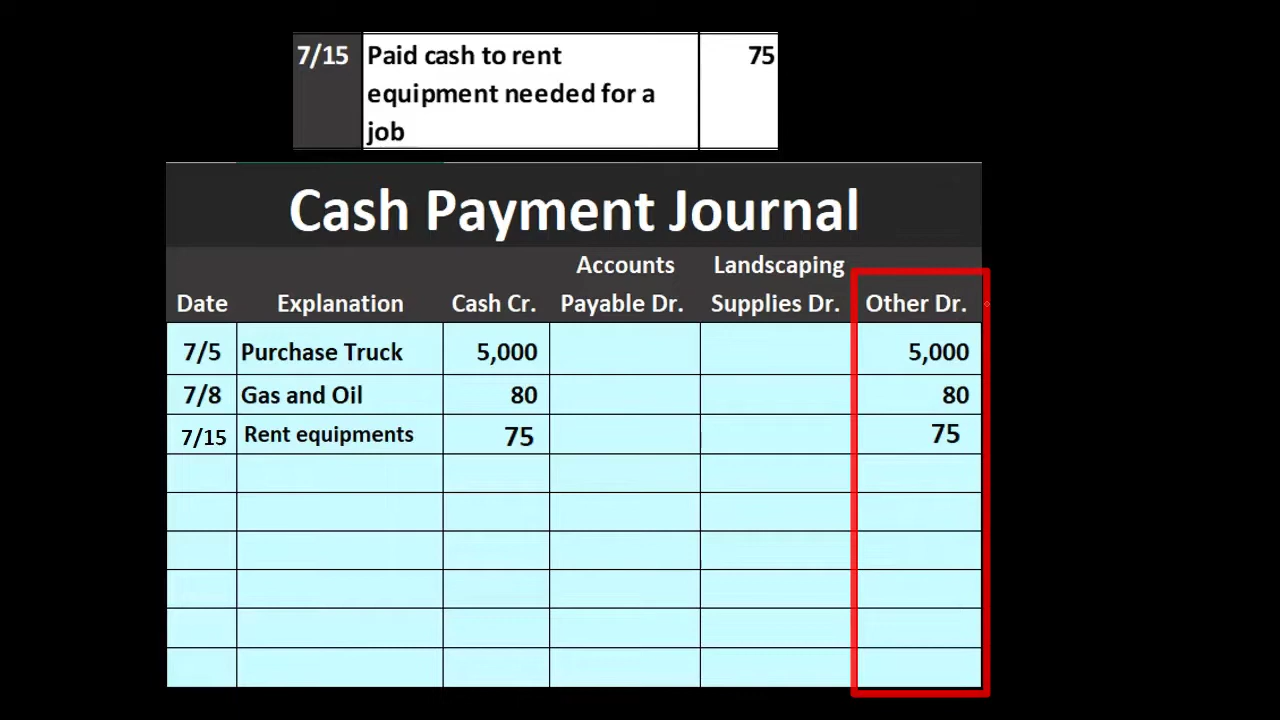 7/15 Paid cash to rent 75
equipment needed for a
job
Cash Payment Journal
Accounts Landscaping
Date Explanation Cash Cr. Payable Dr. Supplies Dr. Other Dr.
7/5 Purchase Truck 5,000 5,000
7/8 Gas and Oil 80 80
7/15 Rent equipments 75 75